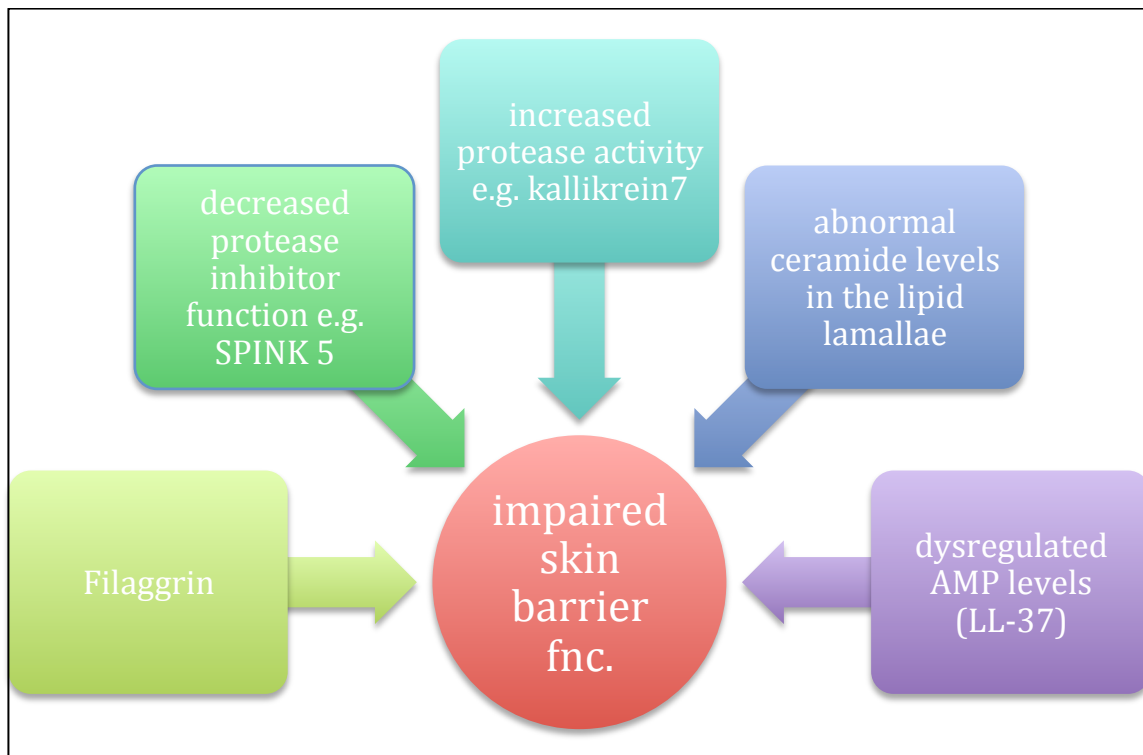 Filaggrin
decreased
protease
inhibitor
function e.g.
SPINK 5
increased
protease activity
e.g. kallikrein7
abnormal
ceramide levels
in the lipid
lamallae
dysregulated
AMP levels
(LL-37)
impaired
skin
barrier
fnc.